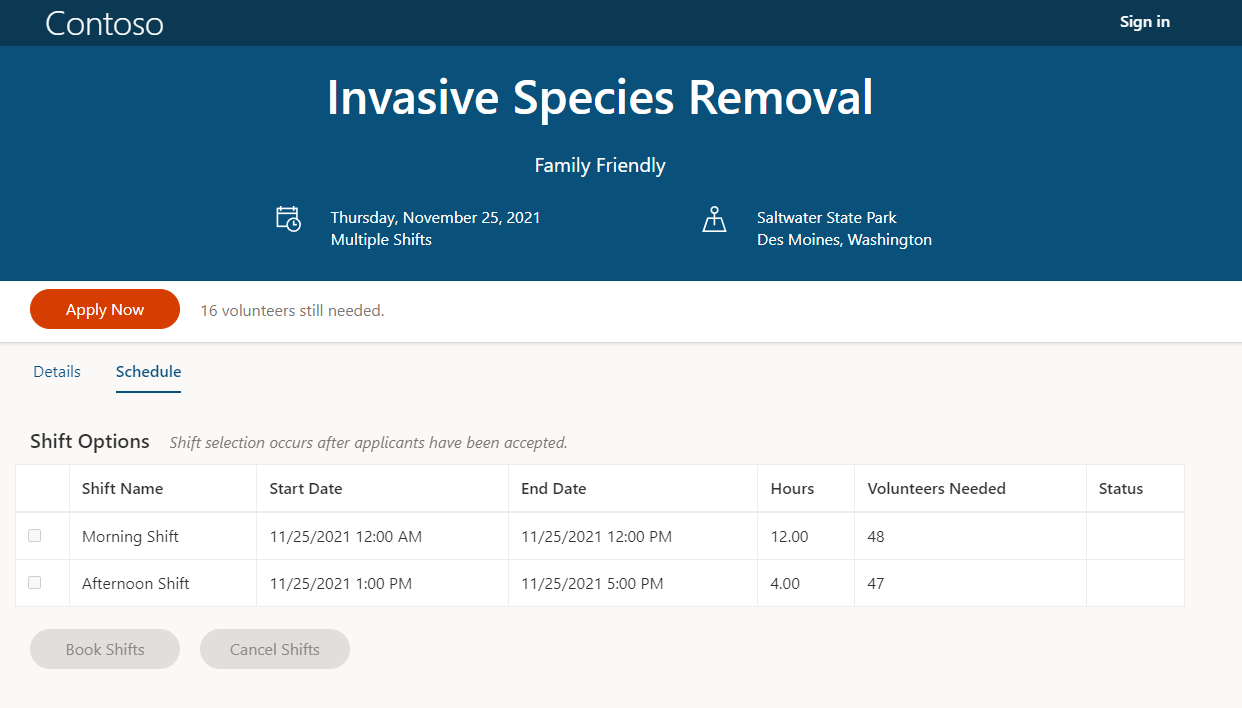 Contoso
Sign in
Invasive Species Removal
Family Friendly
Thursday, November 25, 2021
Multiple Shifts
Saltwater State Park
Des Moines, Washington
Apply Now
16 volunteers still needed.
Details
Schedule
Shift Options Shift selection occurs after applicants have been accepted.
Shift Name Start Date End Date Hours Volunteers Needed Status
Morning Shift 11/25/2021 12:00 AM 11/25/2021 12:00 PM 12.00 48
Afternoon Shift 11/25/2021 1:00 PM 11/25/2021 5:00 PM 4.00 47
Book Shifts
Cancel Shifts